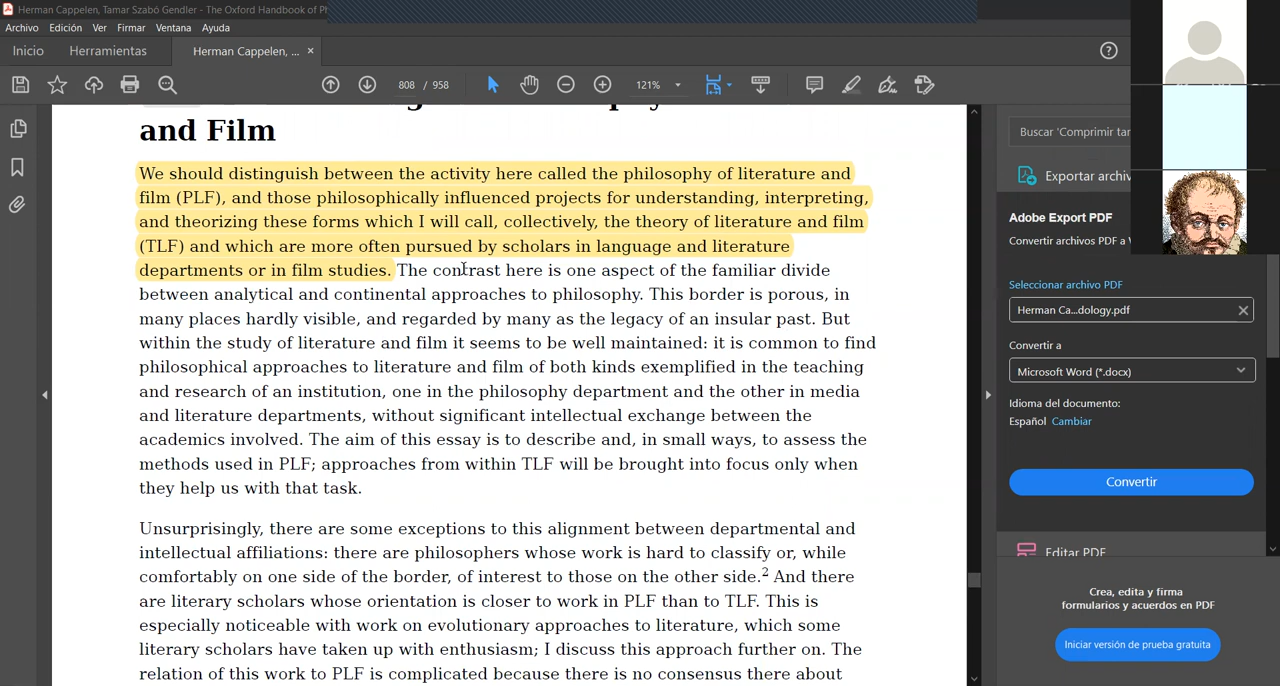 Herman Cappelen, Tamar Szabó Gendler - The Oxford Handbook of
Archivo Edición Ver Firmar Ventana Ayuda
Inicio Herramientas Herman Cappelen, ... ×
808 / 958 121%
and Film
We should distinguish between the activity here called the philosophy of literature and
film (PLF), and those philosophically influenced projects for understanding, interpreting,
and theorizing these forms which I will call, collectively, the theory of literature and film
(TLF) and which are more often pursued by scholars in language and literature
departments or in film studies. The contrast here is one aspect of the familiar divide
between analytical and continental approaches to philosophy. This border is porous, in
many places hardly visible, and regarded by many as the legacy of an insular past. But
within the study of literature and film it seems to be well maintained: it is common to find
philosophical approaches to literature and film of both kinds exemplified in the teaching
and research of an institution, one in the philosophy department and the other in media
and literature departments, without significant intellectual exchange between the
academics involved. The aim of this essay is to describe and, in small ways, to assess the
methods used in PLF; approaches from within TLF will be brought into focus only when
they help us with that task.
Unsurprisingly, there are some exceptions to this alignment between departmental and
intellectual affiliations: there are philosophers whose work is hard to classify or, while
comfortably on one side of the border, of interest to those on the other side.2 And there
are literary scholars whose orientation is closer to work in PLF than to TLF. This is
especially noticeable with work on evolutionary approaches to literature, which some
literary scholars have taken up with enthusiasm; I discuss this approach further on. The
relation of this work to PLF is complicated because there is no consensus there about
Buscar 'Comprimir
Exportar
Adobe Export PDF
Convertir archivos PDF a
Seleccionar archivo PDF
Herman Ca...dology.pdf
Convertir a
Microsoft Word (*.docx)
Idioma del documento:
Español Cambiar
Convertir
Editar PDF
Crea, edita y firma
formularios y acuerdos en PDF
Iniciar versión de prueba gratuita